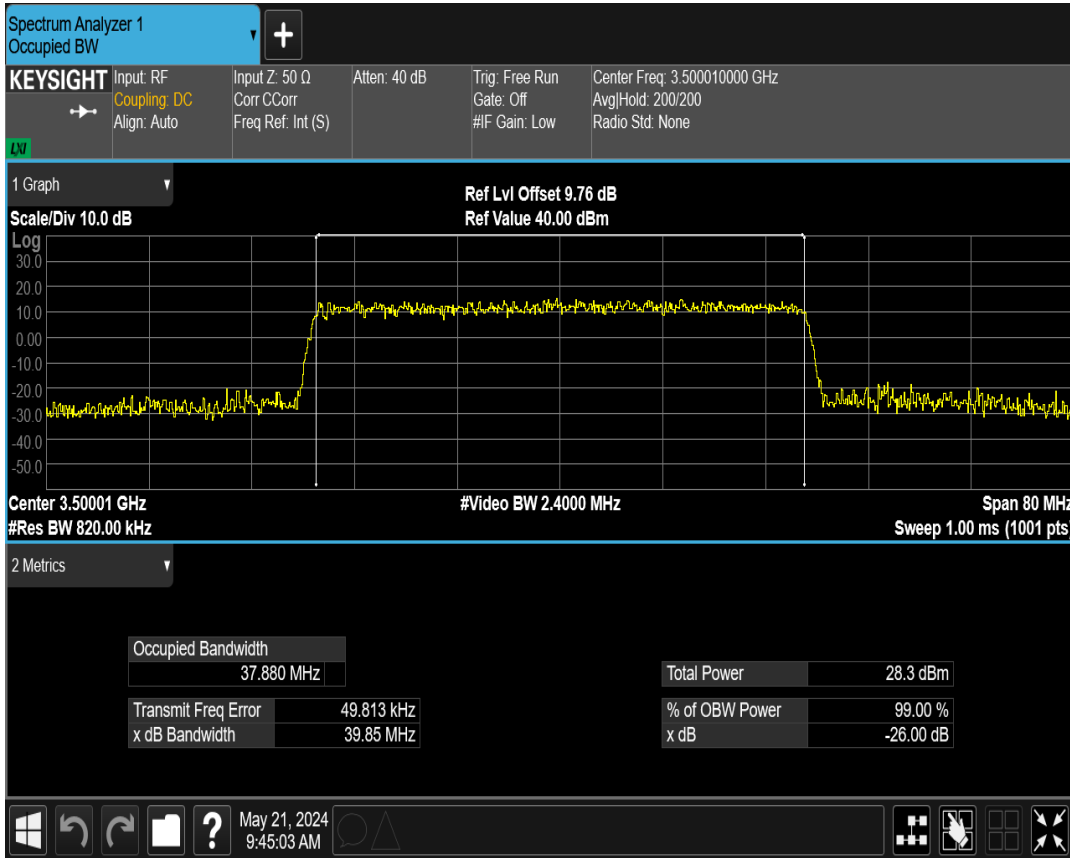 Spectrum Analyzer 1
Occupied BW
+
KEYSIGHT
LXI
Input: RF
Coupling: DC
Align: Auto
Input Z: 50 Ω
Corr CCorr
Freq Ref: Int (S)
Atten: 40 dB
Trig: Free Run
Gate: Off
#IF Gain: Low
Center Freq: 3.500010000 GHz
Avg|Hold: 200/200
Radio Std: None
1 Graph
Scale/Div 10.0 dB
Ref Lvl Offset 9.76 dB
Ref Value 40.00 dBm
Log
30.0
20.0
10.0
0.00
-10.0
-20.0
-30.0
-40.0
-50.0
Center 3.50001 GHz
#Res BW 820.00 kHz
#Video BW 2.4000 MHz
Span 80 MHz
Sweep 1.00 ms (1001 pts)
2 Metrics
Occupied Bandwidth
37.880 MHz
Transmit Freq Error 49.813 kHz
x dB Bandwidth 39.85 MHz
Total Power 28.3 dBm
% of OBW Power 99.00 %
x dB -26.00 dB
?
May 21, 2024
9:45:03 AM